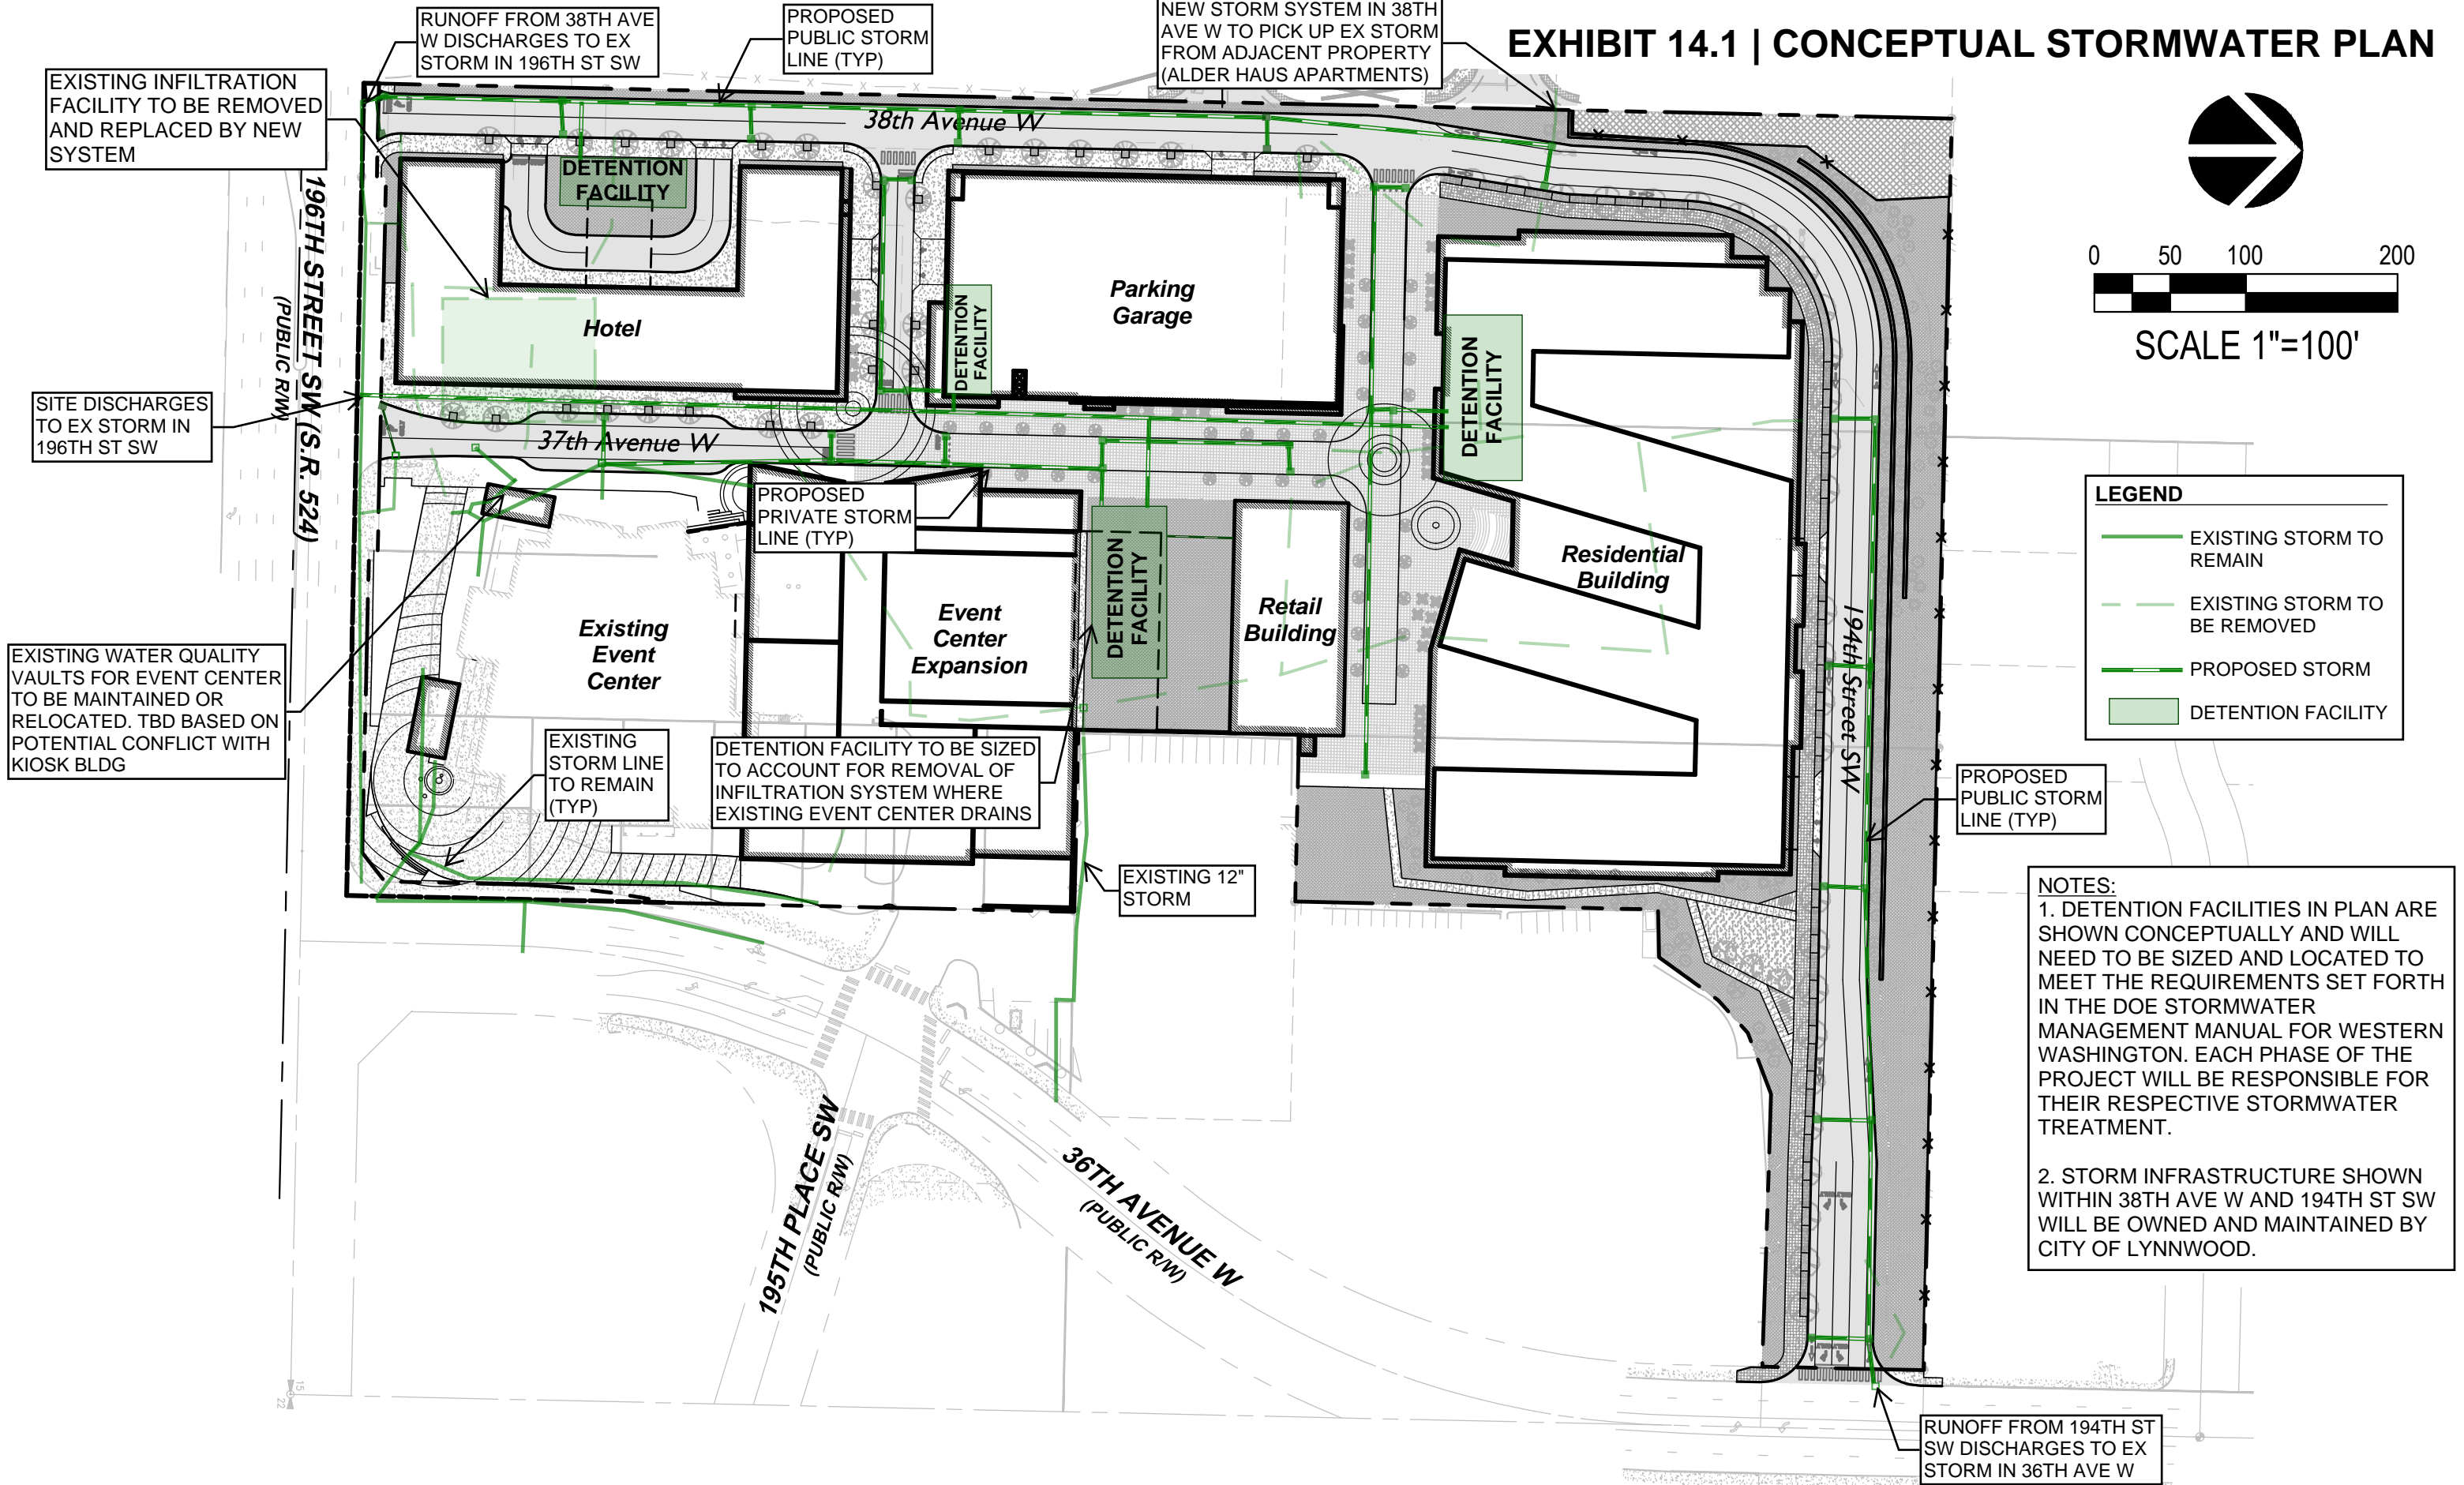 EXHIBIT 14.1 | CONCEPTUAL STORMWATER PLAN
RUNOFF FROM 38TH AVE
W DISCHARGES TO EX
STORM IN 196TH ST SW
PROPOSED
PUBLIC STORM
LINE (TYP)
NEW STORM SYSTEM IN 38TH
AVE W TO PICK UP EX STORM
FROM ADJACENT PROPERTY
(ALDER HAUS APARTMENTS)
EXISTING INFILTRATION
FACILITY TO BE REMOVED
AND REPLACED BY NEW
SYSTEM
38th Avenue W
DETENTION
FACILITY
196TH STREET SW (S.R. 524)
(PUBLIC R/W)
Hotel
DETENTION
FACILITY
Parking
Garage
DETENTION
FACILITY
0 50 100 200
SCALE 1"=100'
SITE DISCHARGES
TO EX STORM IN
196TH ST SW
37th Avenue W
PROPOSED
PRIVATE STORM
LINE (TYP)
LEGEND
EXISTING STORM TO
REMAIN
EXISTING STORM TO
BE REMOVED
PROPOSED STORM
DETENTION FACILITY
Existing
Event
Center
Event
Center
Expansion
DETENTION
FACILITY
Retail
Building
Residential
Building
194th Street SW
EXISTING WATER QUALITY
VAULTS FOR EVENT CENTER
TO BE MAINTAINED OR
RELOCATED. TBD BASED ON
POTENTIAL CONFLICT WITH
KIOSK BLDG
EXISTING
STORM LINE
TO REMAIN
(TYP)
DETENTION FACILITY TO BE SIZED
TO ACCOUNT FOR REMOVAL OF
INFILTRATION SYSTEM WHERE
EXISTING EVENT CENTER DRAINS
PROPOSED
PUBLIC STORM
LINE (TYP)
EXISTING 12"
STORM
NOTES:
1. DETENTION FACILITIES IN PLAN ARE
SHOWN CONCEPTUALLY AND WILL
NEED TO BE SIZED AND LOCATED TO
MEET THE REQUIREMENTS SET FORTH
IN THE DOE STORMWATER
MANAGEMENT MANUAL FOR WESTERN
WASHINGTON. EACH PHASE OF THE
PROJECT WILL BE RESPONSIBLE FOR
THEIR RESPECTIVE STORMWATER
TREATMENT.
2. STORM INFRASTRUCTURE SHOWN
WITHIN 38TH AVE W AND 194TH ST SW
WILL BE OWNED AND MAINTAINED BY
CITY OF LYNNWOOD.
195TH PLACE SW
(PUBLIC R/W)
36TH AVENUE W
(PUBLIC R/W)
15
22
RUNOFF FROM 194TH ST
SW DISCHARGES TO EX
STORM IN 36TH AVE W